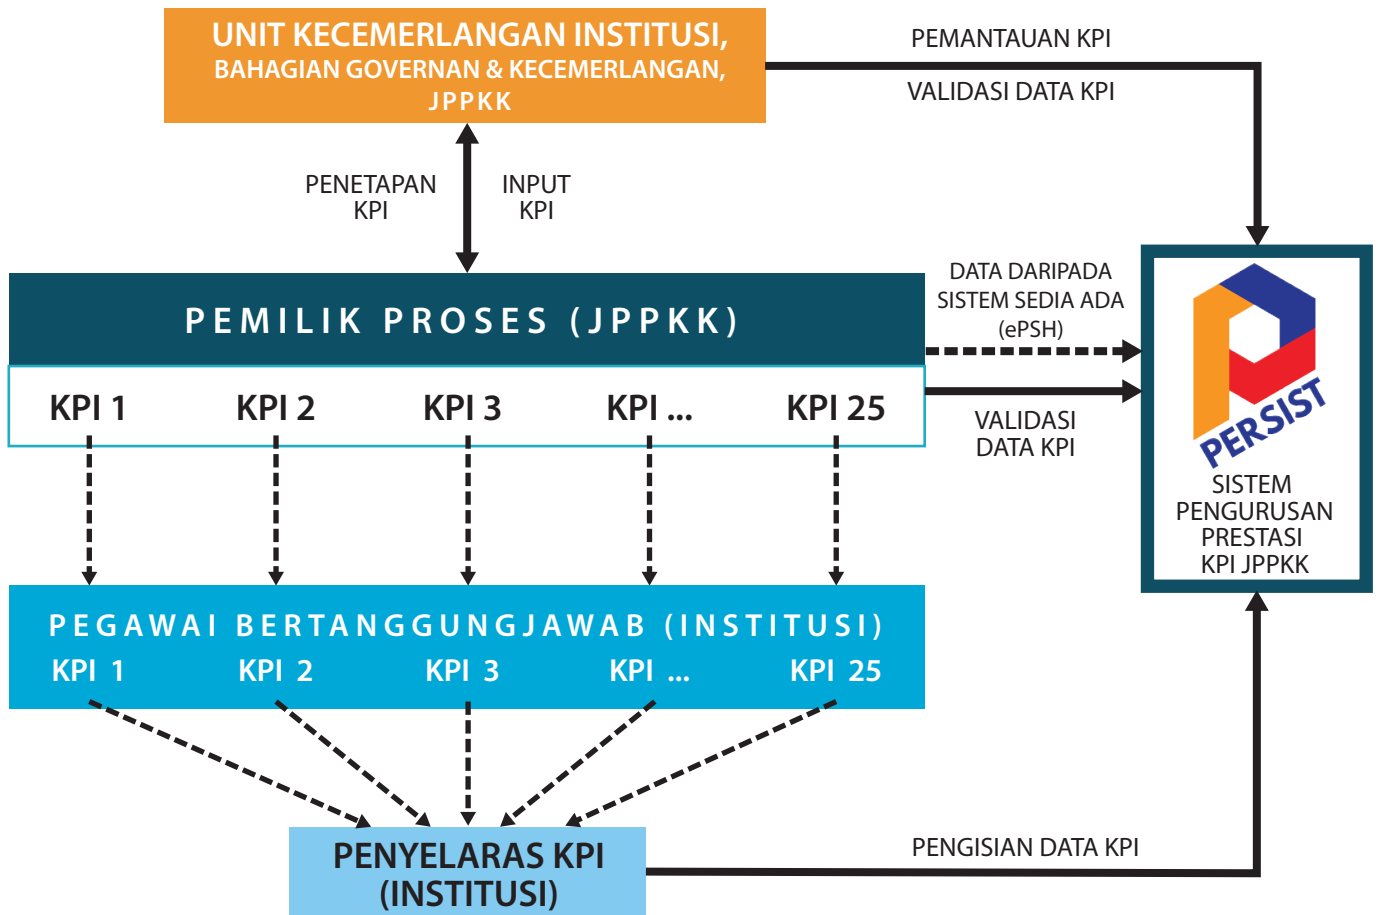 UNIT KECEMERLANGAN INSTITUSI,
BAHAGIAN GOVERNAN & KECEMERLANGAN,
JPPKK
PEMANTAUAN KPI
VALIDASI DATA KPI
PENETAPAN
KPI
INPUT
KPI
PEMILIK PROSES (JPPKK)
KPI 1
KPI 2
KPI 3
KPI ...
KPI 25
DATA DARIPADA
SISTEM SEDIA ADA
(ePSH)
VALIDASI
DATA KPI
PERSIST
SISTEM
PENGURUSAN
PRESTASI
KPI JPPKK
PEGAWAI BERTANGGUNGJAWAB (INSTITUSI)
KPI 1
KPI 2
KPI 3
KPI ...
KPI 25
PENYELARAS KPI
(INSTITUSI)
PENGISIAN DATA KPI